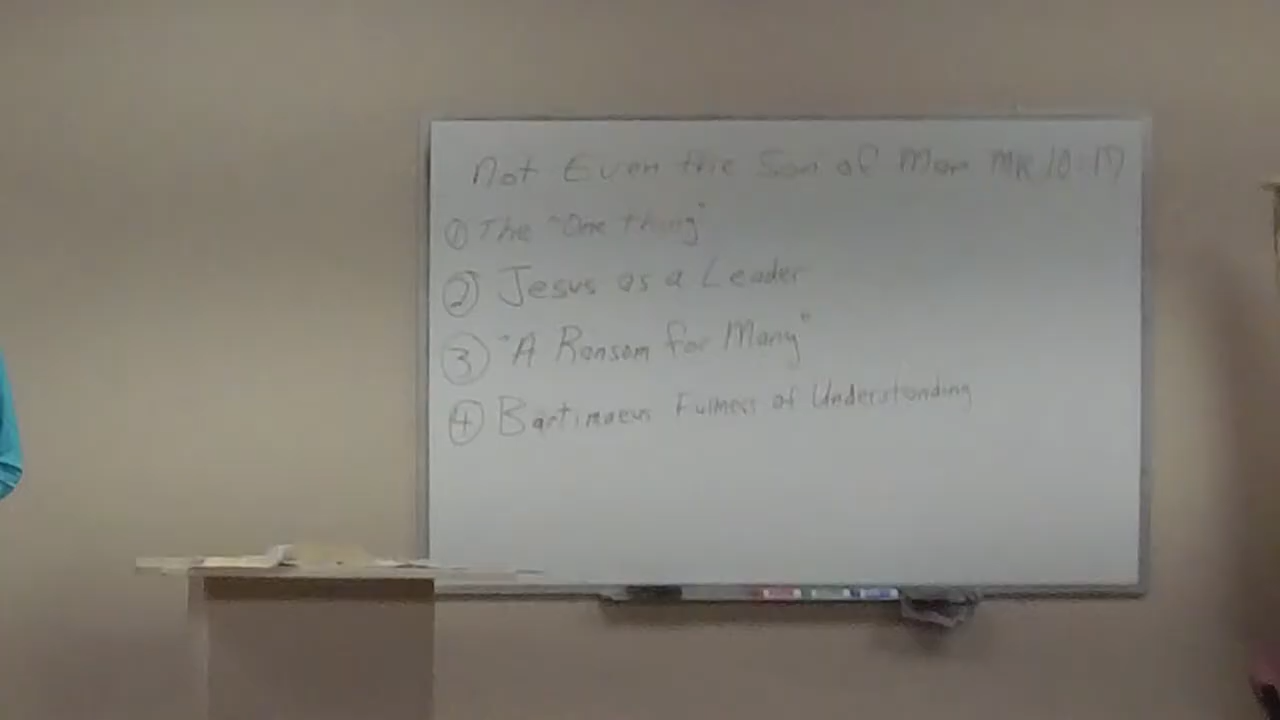 Not Even the Son of Man MK 10:17
① The "One thing"
② Jesus as a Leader
③ "A Ransom for Many"
④ Bartimaeus Fulness of Understanding